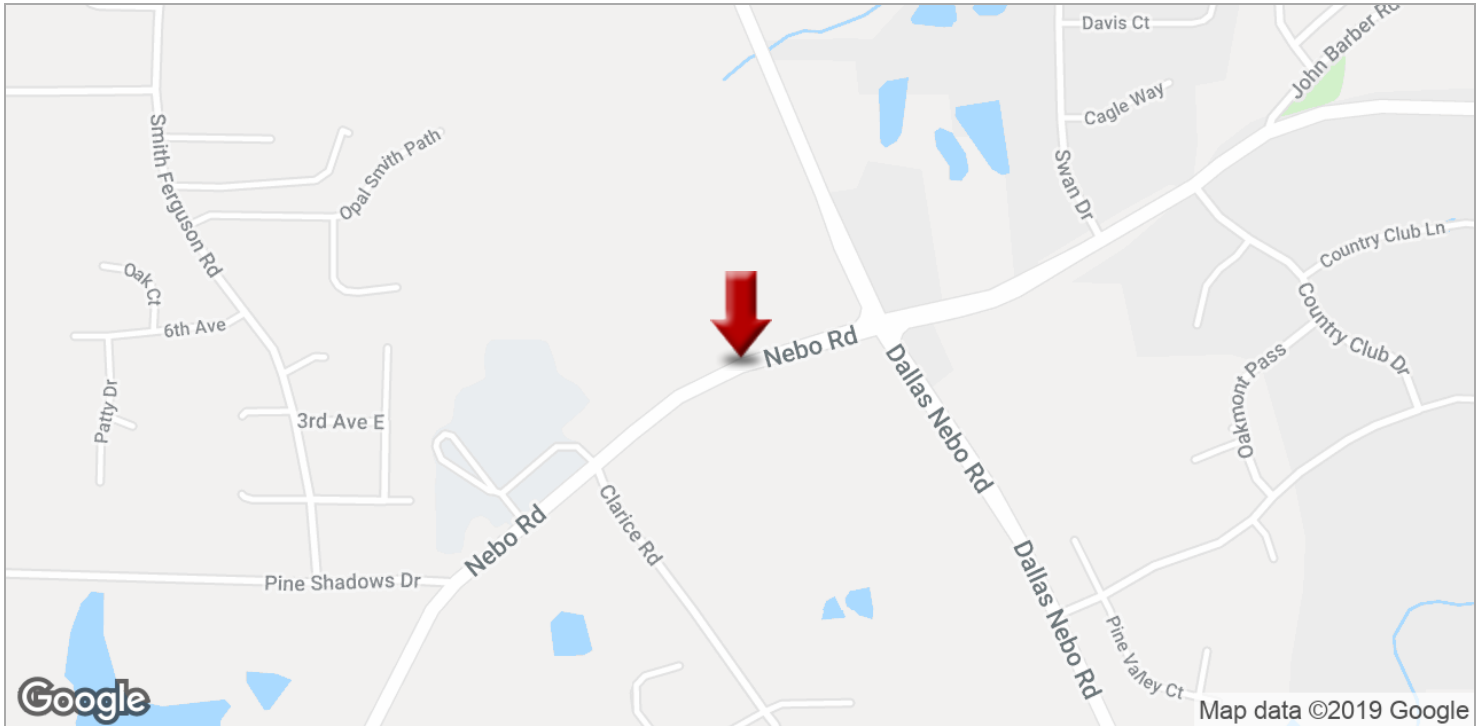 Davis Ct
John Barber Rd
Cagle Way
Smith Ferguson Rd
Opal Smith Path
Swan Dr
Country Club Ln
Oak Ct
6th Ave
Nebo Rd
Country Club Dr
Dallas Nebo Rd
Oakmont Pass
Patty Dr
3rd Ave E
Clarice Rd
Nebo Rd
Dallas Nebo Rd
Pine Shadows Dr
Pine Valley Ct
Google
Map data ©2019 Google